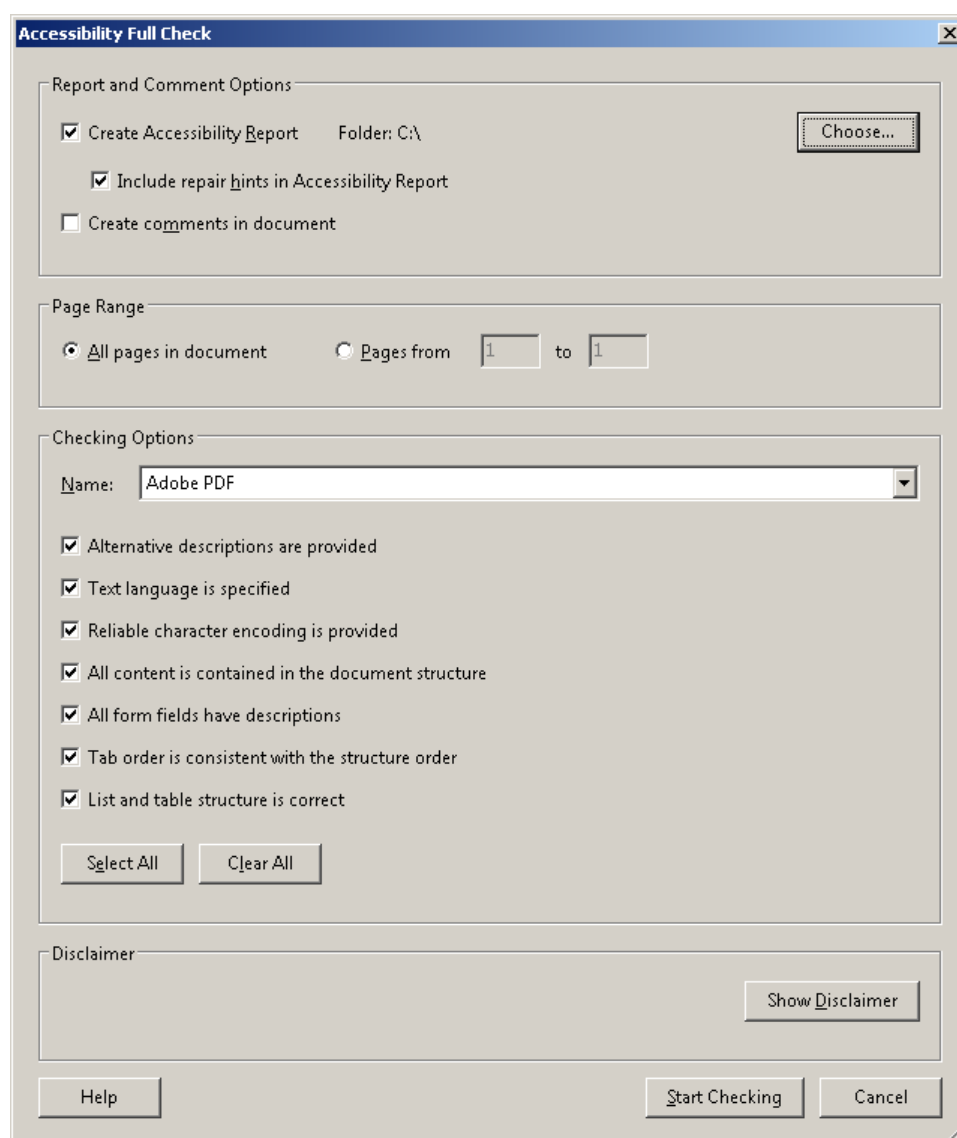 Accessibility Full Check
Report and Comment Options
Create Accessibility Report Folder: C:\ Choose...
Include repair hints in Accessibility Report
Create comments in document
Page Range
All pages in document Pages from 1 to 1
Checking Options
Name: Adobe PDF
Alternative descriptions are provided
Text language is specified
Reliable character encoding is provided
All content is contained in the document structure
All form fields have descriptions
Tab order is consistent with the structure order
List and table structure is correct
Select All Clear All
Disclaimer
Show Disclaimer
Help Start Checking Cancel